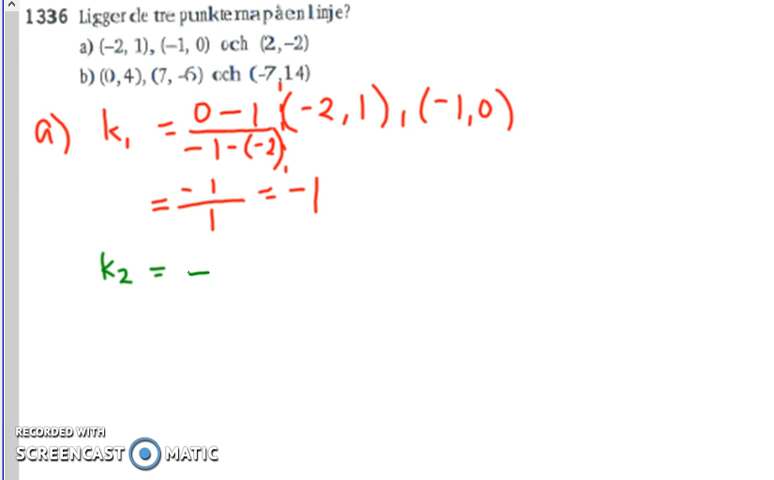 1336 Ligger de tre punkterna på en linje?
a) (−2, 1), (−1, 0) och (2,−2)
b) (0,4), (7, -6) och (-7,14)
a) k₁ = 0 − 1 / −1−(−2) (−2,1), (−1,0)
= −1 / 1 = −1
k₂ = −
RECORDED WITH
SCREENCAST MATIC